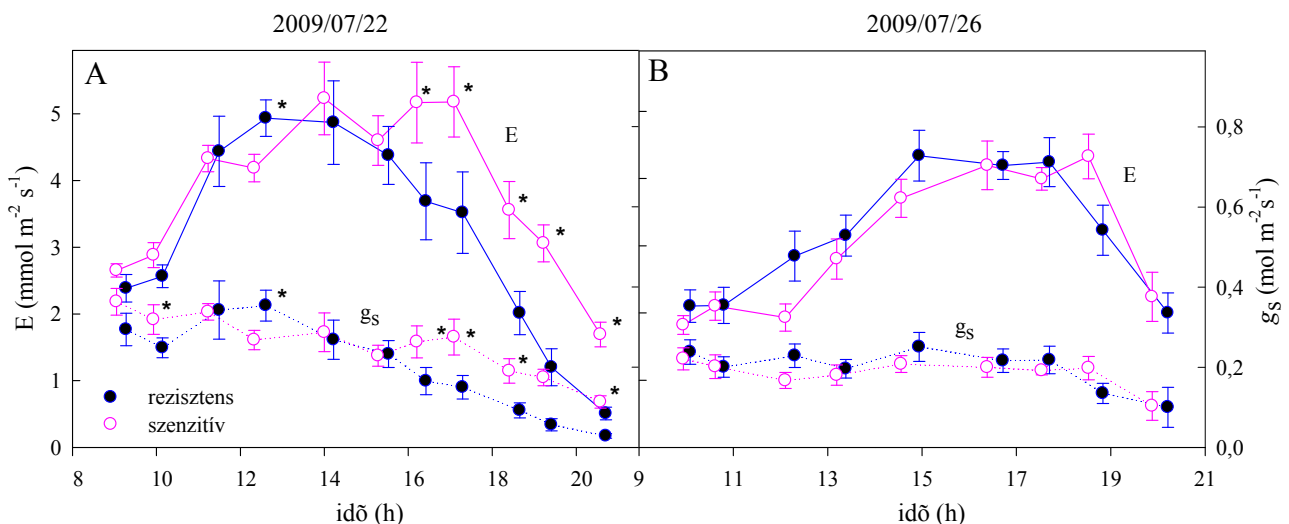 2009/07/22
2009/07/26
A
B
E (mmol m-2 s-1)
5
4
3
2
1
0
E
gs
rezisztens
szenzitív
* * * * * * * * * * *
8 10 12 14 16 18 20
idõ (h)
E
gs
9 11 13 15 17 19 21
idõ (h)
0,8
0,6
0,4
0,2
0,0
gs (mol m-2 s-1)